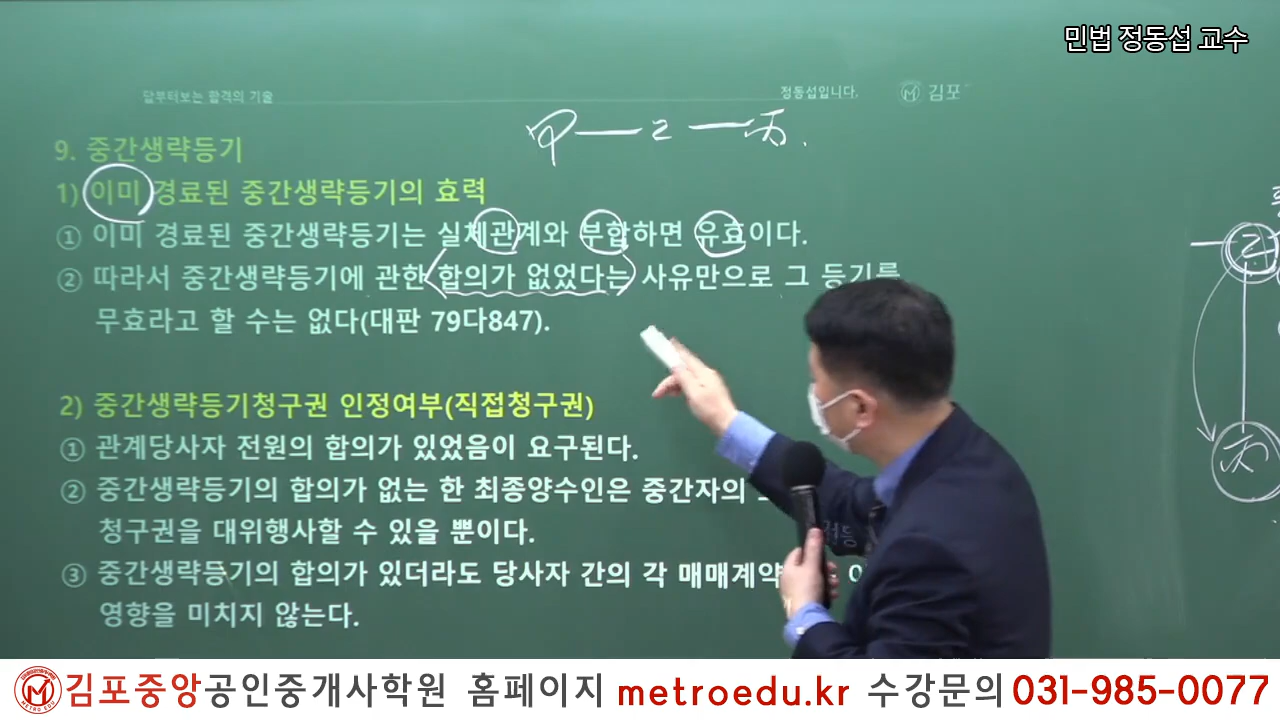 민법 정동섭 교수
달부터보는 합격의 기술
정동섭입니다.
김포
甲 — 乙 — 丙.
9. 중간생략등기
1) 이미 경료된 중간생략등기의 효력
① 이미 경료된 중간생략등기는 실체관계와 부합하면 유효이다.
② 따라서 중간생략등기에 관한 합의가 없었다는 사유만으로 그 등기를
무효라고 할 수는 없다(대판 79다847).
乙
丙
2) 중간생략등기청구권 인정여부(직접청구권)
① 관계당사자 전원의 합의가 있었음이 요구된다.
② 중간생략등기의 합의가 없는 한 최종양수인은 중간자의
청구권을 대위행사할 수 있을 뿐이다.
③ 중간생략등기의 합의가 있더라도 당사자 간의 각 매매계약
영향을 미치지 않는다.
김포중앙공인중개사학원 홈페이지 metroedu.kr 수강문의 031-985-0077